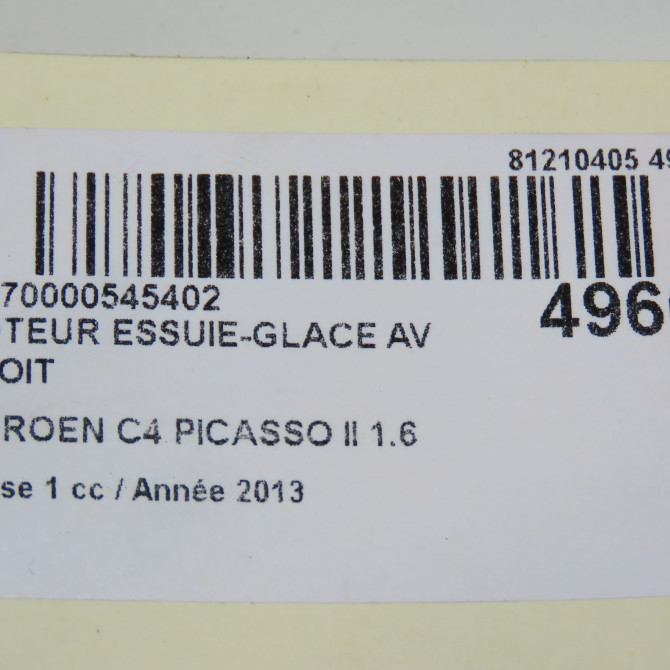 81210405 49
70000545402
496
OTEUR ESSUIE-GLACE AV
OIT
ROEN C4 PICASSO II 1.6
se 1 cc / Année 2013